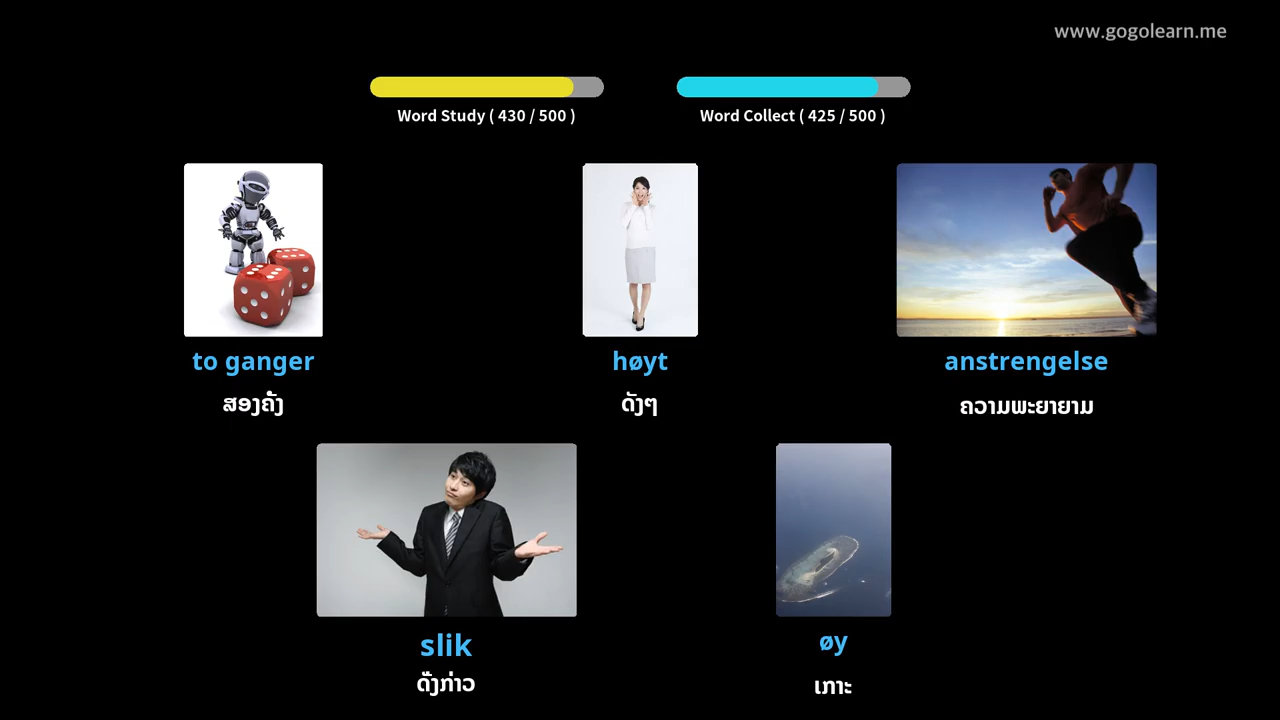 www.gogolearn.me
Word Study ( 430 / 500 )
Word Collect ( 425 / 500 )
to ganger
ສອງຄັ້ງ
høyt
ດັງໆ
anstrengelse
ຄວາມພະຍາຍາມ
slik
ດັ່ງກ່າວ
øy
ເກາະ